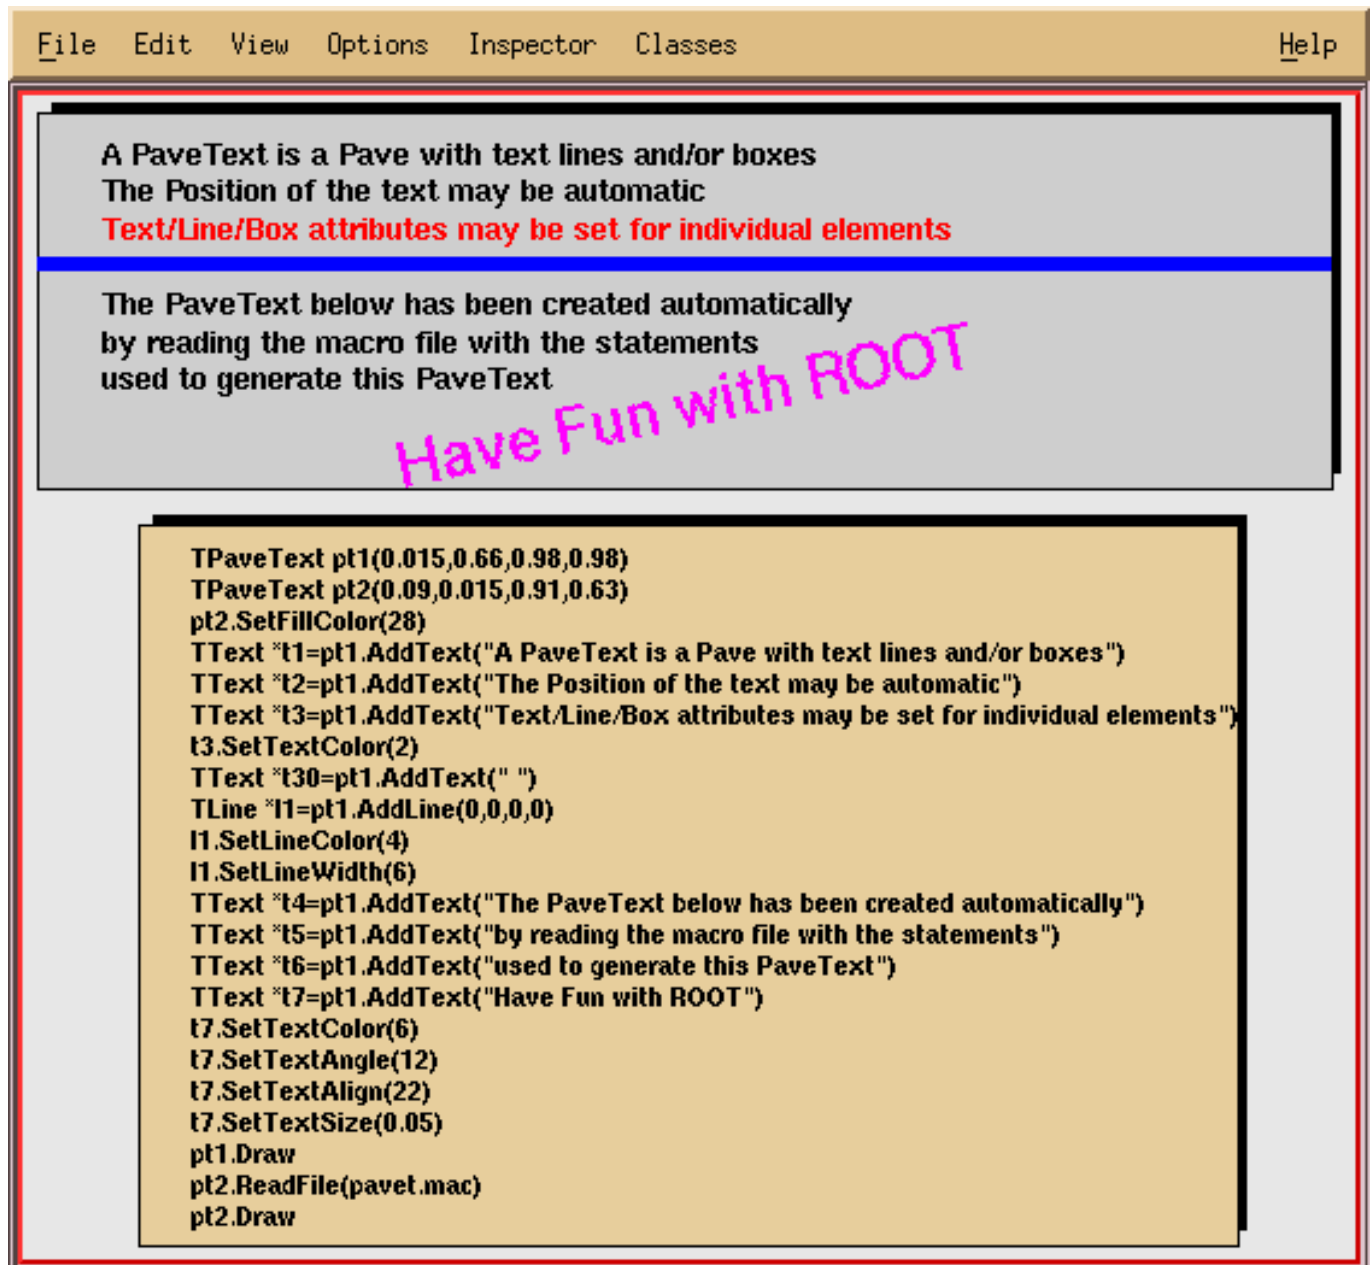 File Edit View Options Inspector Classes Help
A PaveText is a Pave with text lines and/or boxes
The Position of the text may be automatic
Text/Line/Box attributes may be set for individual elements
The PaveText below has been created automatically
by reading the macro file with the statements
used to generate this PaveText
Have Fun with ROOT
TPaveText pt1(0.015,0.66,0.98,0.98)
TPaveText pt2(0.09,0.015,0.91,0.63)
pt2.SetFillColor(28)
TText *t1=pt1.AddText("A PaveText is a Pave with text lines and/or boxes")
TText *t2=pt1.AddText("The Position of the text may be automatic")
TText *t3=pt1.AddText("Text/Line/Box attributes may be set for individual elements")
t3.SetTextColor(2)
TText *t30=pt1.AddText(" ")
TLine *l1=pt1.AddLine(0,0,0,0)
l1.SetLineColor(4)
l1.SetLineWidth(6)
TText *t4=pt1.AddText("The PaveText below has been created automatically")
TText *t5=pt1.AddText("by reading the macro file with the statements")
TText *t6=pt1.AddText("used to generate this PaveText")
TText *t7=pt1.AddText("Have Fun with ROOT")
t7.SetTextColor(6)
t7.SetTextAngle(12)
t7.SetTextAlign(22)
t7.SetTextSize(0.05)
pt1.Draw
pt2.ReadFile(pavet.mac)
pt2.Draw